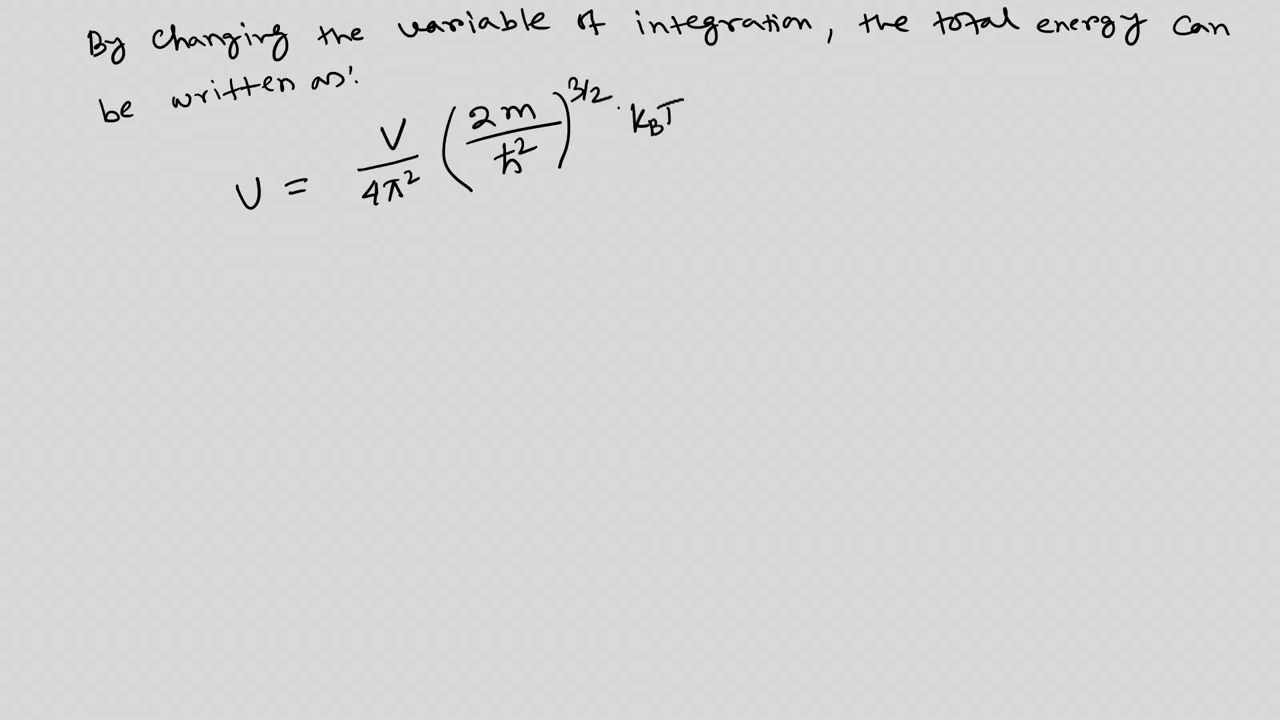 By changing the variable of integration, the total energy can
be written as:
U = V/4π² (2m/ħ²)^3/2 · k_BT